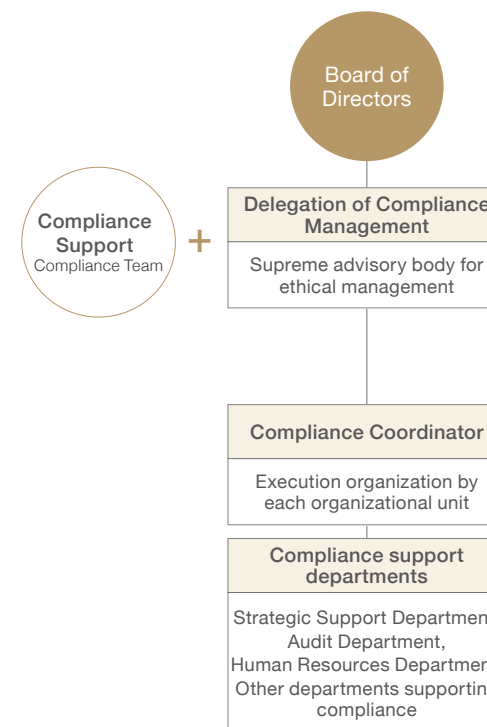 Board of
Directors
Compliance
Support
Compliance Team
+
Delegation of Compliance
Management
Supreme advisory body for
ethical management
Compliance Coordinator
Execution organization by
each organizational unit
Compliance support
departments
Strategic Support Departmen
Audit Department,
Human Resources Departmen
Other departments supportin
compliance